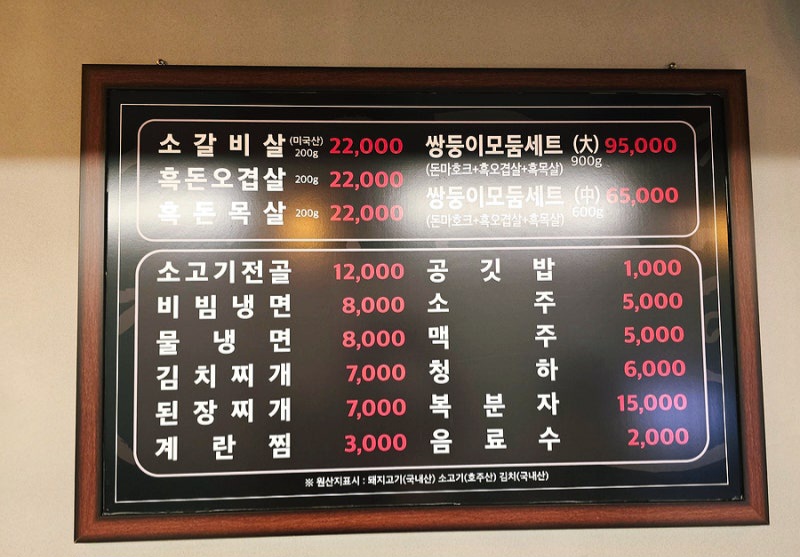 소갈비살 (미국산) 200g 22,000
흑돈오겹살 200g 22,000
흑돈목살 200g 22,000
쌍둥이모둠세트 (大) 95,000
(돈마호크+흑오겹살+흑목살) 900g
쌍둥이모둠세트 (中) 65,000
(돈마호크+흑오겹살+흑목살) 600g
소고기전골 12,000
비빔냉면 8,000
물냉면 8,000
김치찌개 7,000
된장찌개 7,000
계란찜 3,000
공깃밥 1,000
소주 5,000
맥주 5,000
청하 6,000
복분자 15,000
음료수 2,000
※ 원산지표시 : 돼지고기(국내산) 소고기(호주산) 김치(국내산)